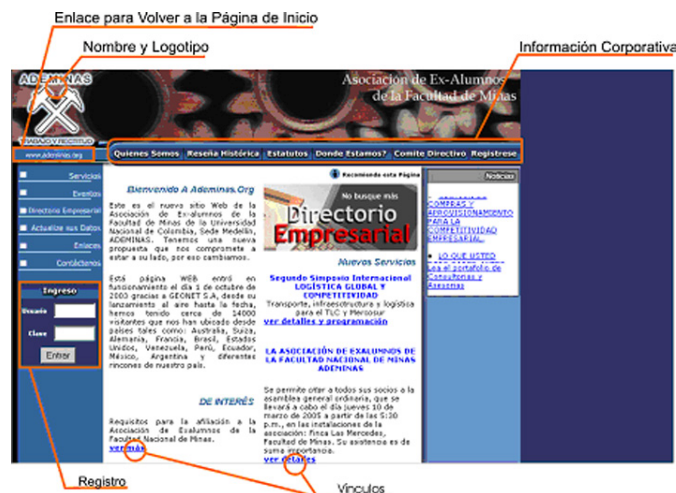 Enlace para Volver a la Página de Inicio
Nombre y Logotipo
Información Corporativa
ADEMINAS
Asociación de Ex-Alumnos
de la Facultad de Minas
TRABAJO Y RECTITUD
www.ademinas.org
Quienes Somos Reseña Histórica Estatutos Donde Estamos? Comite Directivo Registrese
Servicios
Eventos
Directorio Empresarial
Actualize sus Datos
Enlaces
Contáctenos
Ingreso
Usuario
Clave
Entrar
Bienvenido A Ademinas.Org
Este es el nuevo sitio Web de la
Asociación de Ex-alumnos de la
Facultad de Minas de la Universidad
Nacional de Colombia, Sede Medellín,
ADEMINAS. Tenemos una nueva
propuesta que nos compromete a
estar a su lado, por eso cambiamos.
Está página WEB entró en
funcionamiento el día 1 de octubre de
2003 gracias a GEONET S.A, desde su
lanzamiento al aire hasta la fecha,
hemos tenido cerca de 14000
visitantes que nos han ubicado desde
países tales como: Australia, Suiza,
Alemania, Francia, Brasil, Estados
Unidos, Venezuela, Perú, Ecuador,
México, Argentina y diferentes
rincones de nuestro país.
DE INTERÉS
Requisitos para la afiliación a la
Asociación de Exalumnos de la
Facultad Nacional de Minas.
ver más
Recomiende esta Página
No busque más
Directorio
Empresarial
Nuevos Servicios
Segundo Simposio Internacional
LOGÍSTICA GLOBAL Y
COMPETITIVIDAD
Transporte, infraestructura y logística
para el TLC y Mercosur
ver detalles y programación
LA ASOCIACIÓN DE EXALUMNOS DE
LA FACULTAD NACIONAL DE MINAS
ADEMINAS
Se permite citar a todos sus socios a la
asamblea general ordinaria, que se
llevará a cabo el día jueves 10 de
marzo de 2005 a partir de las 5:30
p.m., en las instalaciones de la
asociación: Finca Las Mercedes,
Facultad de Minas. Su asistencia es de
suma importancia.
ver detalles
Noticias
COMPRAS Y
APROVISIONAMIENTO
PARA LA
COMPETITIVIDAD
EMPRESARIAL.
LO QUE USTED
Lea el portafolio de
Consultorias y
Asesorias
Registro
Vínculos